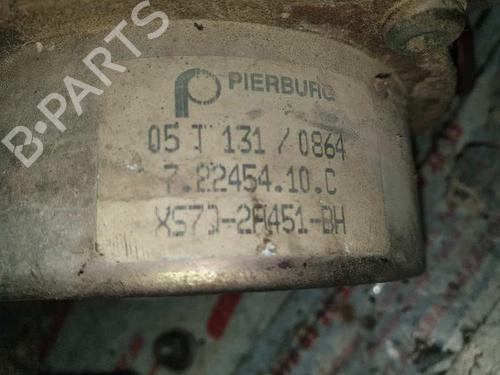 B-PARTS
PIERBURG
05 T 131 / 0864
7.22454.10.C
XS7Q-2A451-BH